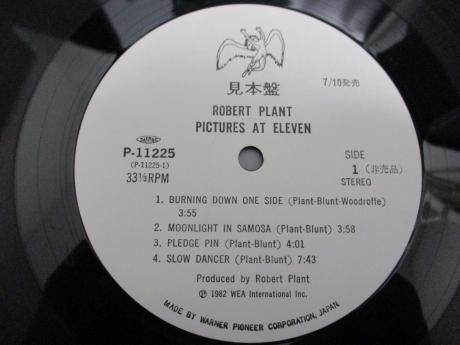 見本盤
7/10発売
ROBERT PLANT
PICTURES AT ELEVEN
P-11225
(P-11225-1)
33⅓RPM
SIDE
1 (非売品)
STEREO
1. BURNING DOWN ONE SIDE (Plant-Blunt-Woodroffe)
3:55
2. MOONLIGHT IN SAMOSA (Plant-Blunt) 3:58
3. PLEDGE PIN (Plant-Blunt) 4:01
4. SLOW DANCER (Plant-Blunt) 7:43
Produced by Robert Plant
Ⓟ © 1982 WEA International Inc.
MADE BY WARNER PIONEER CORPORATION, JAPAN.